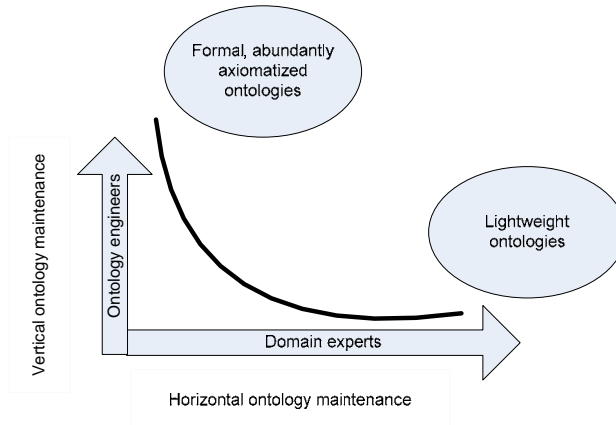 Formal, abundantly
axiomatized
ontologies
Lightweight
ontologies
Vertical ontology maintenance
Ontology engineers
Domain experts
Horizontal ontology maintenance